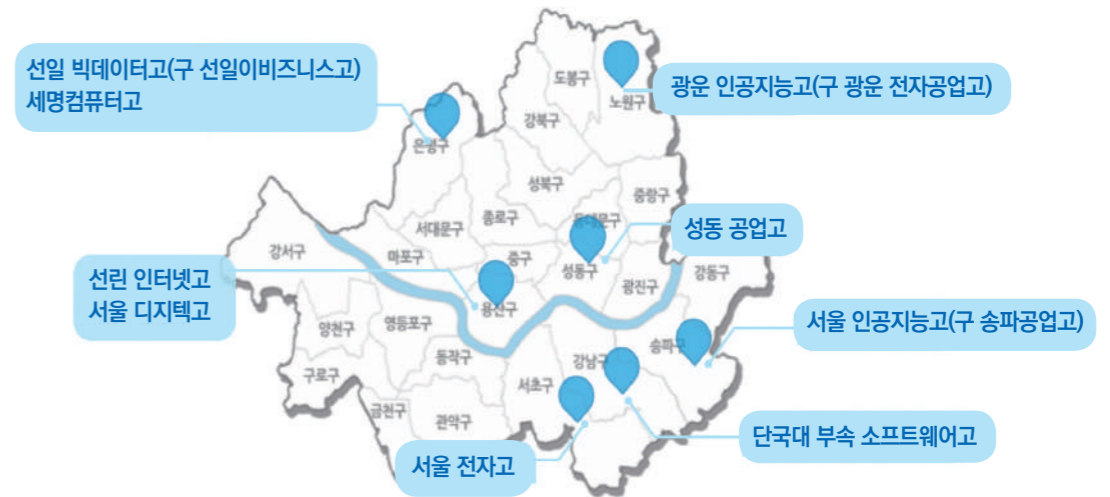 선일 빅데이터고(구 선일이비즈니스고)
세명컴퓨터고
도봉구
노원구
광운 인공지능고(구 광운 전자공업고)
강북구
은평구
성북구
중랑구
서대문구
종로구
동대문구
성동 공업고
강서구
마포구
중구
성동구
광진구
강동구
선린 인터넷고
서울 디지텍고
용산구
양천구
영등포구
동작구
서초구
강남구
송파구
서울 인공지능고(구 송파공업고)
구로구
금천구
관악구
단국대 부속 소프트웨어고
서울 전자고